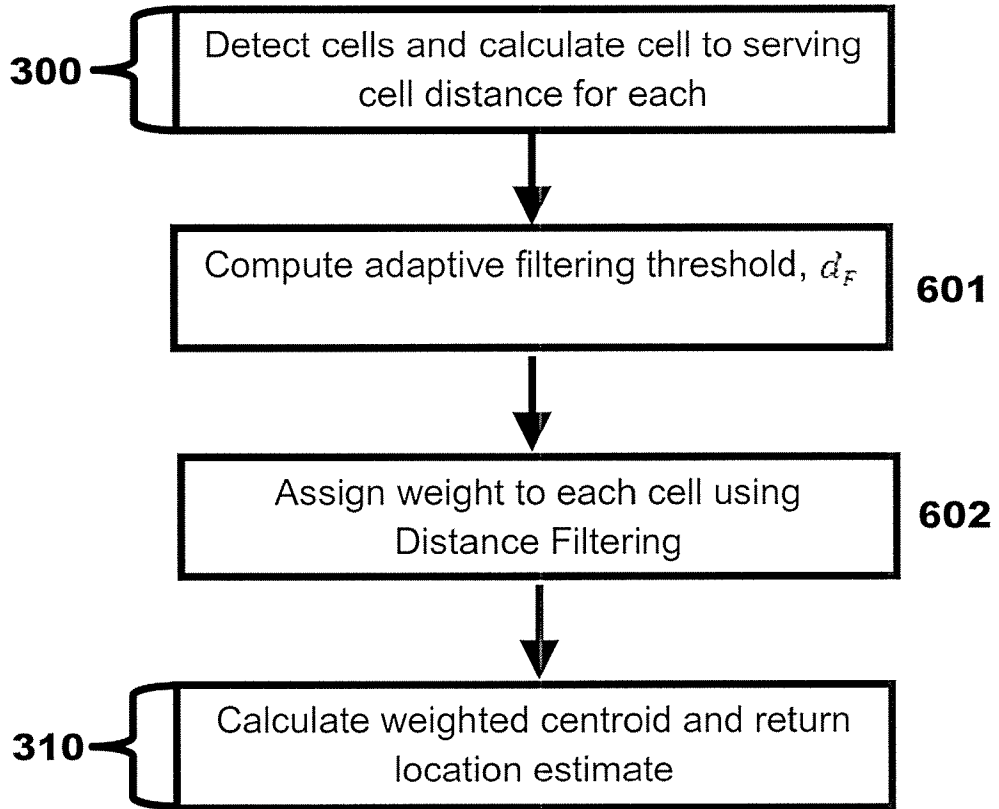 300
Detect cells and calculate cell to serving
cell distance for each
Compute adaptive filtering threshold, d_F
601
Assign weight to each cell using
Distance Filtering
602
310
Calculate weighted centroid and return
location estimate